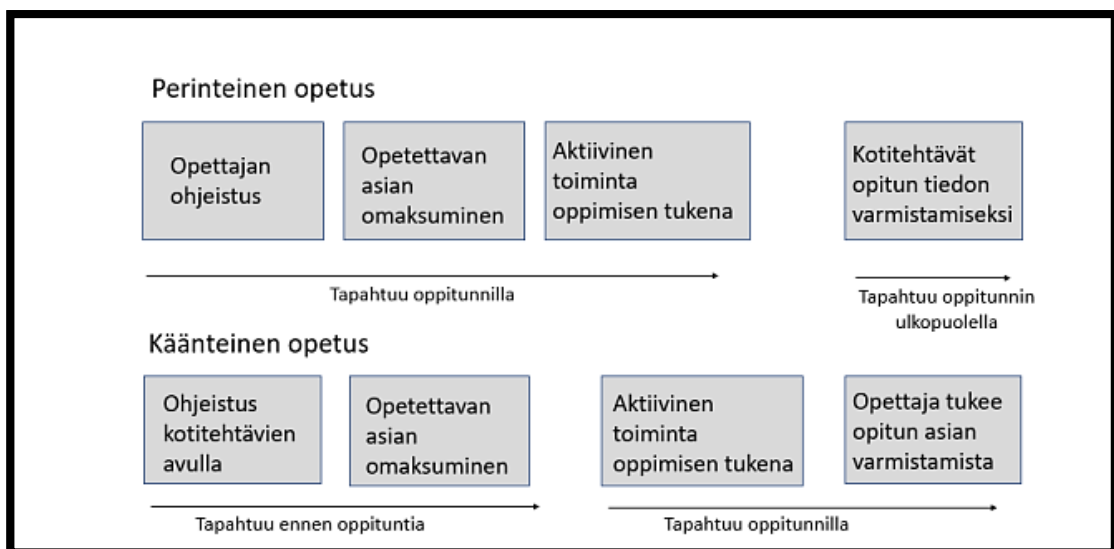 Perinteinen opetus
Opettajan
ohjeistus
Opetettavan
asian
omaksuminen
Aktiivinen
toiminta
oppimisen tukena
Kotitehtävät
opitun tiedon
varmistamiseksi
Tapahtuu oppitunnilla
Tapahtuu oppitunnin
ulkopuolella
Käänteinen opetus
Ohjeistus
kotitehtävien
avulla
Opetettavan
asian
omaksuminen
Aktiivinen
toiminta
oppimisen tukena
Opettaja tukee
opitun asian
varmistamista
Tapahtuu ennen oppituntia
Tapahtuu oppitunnilla